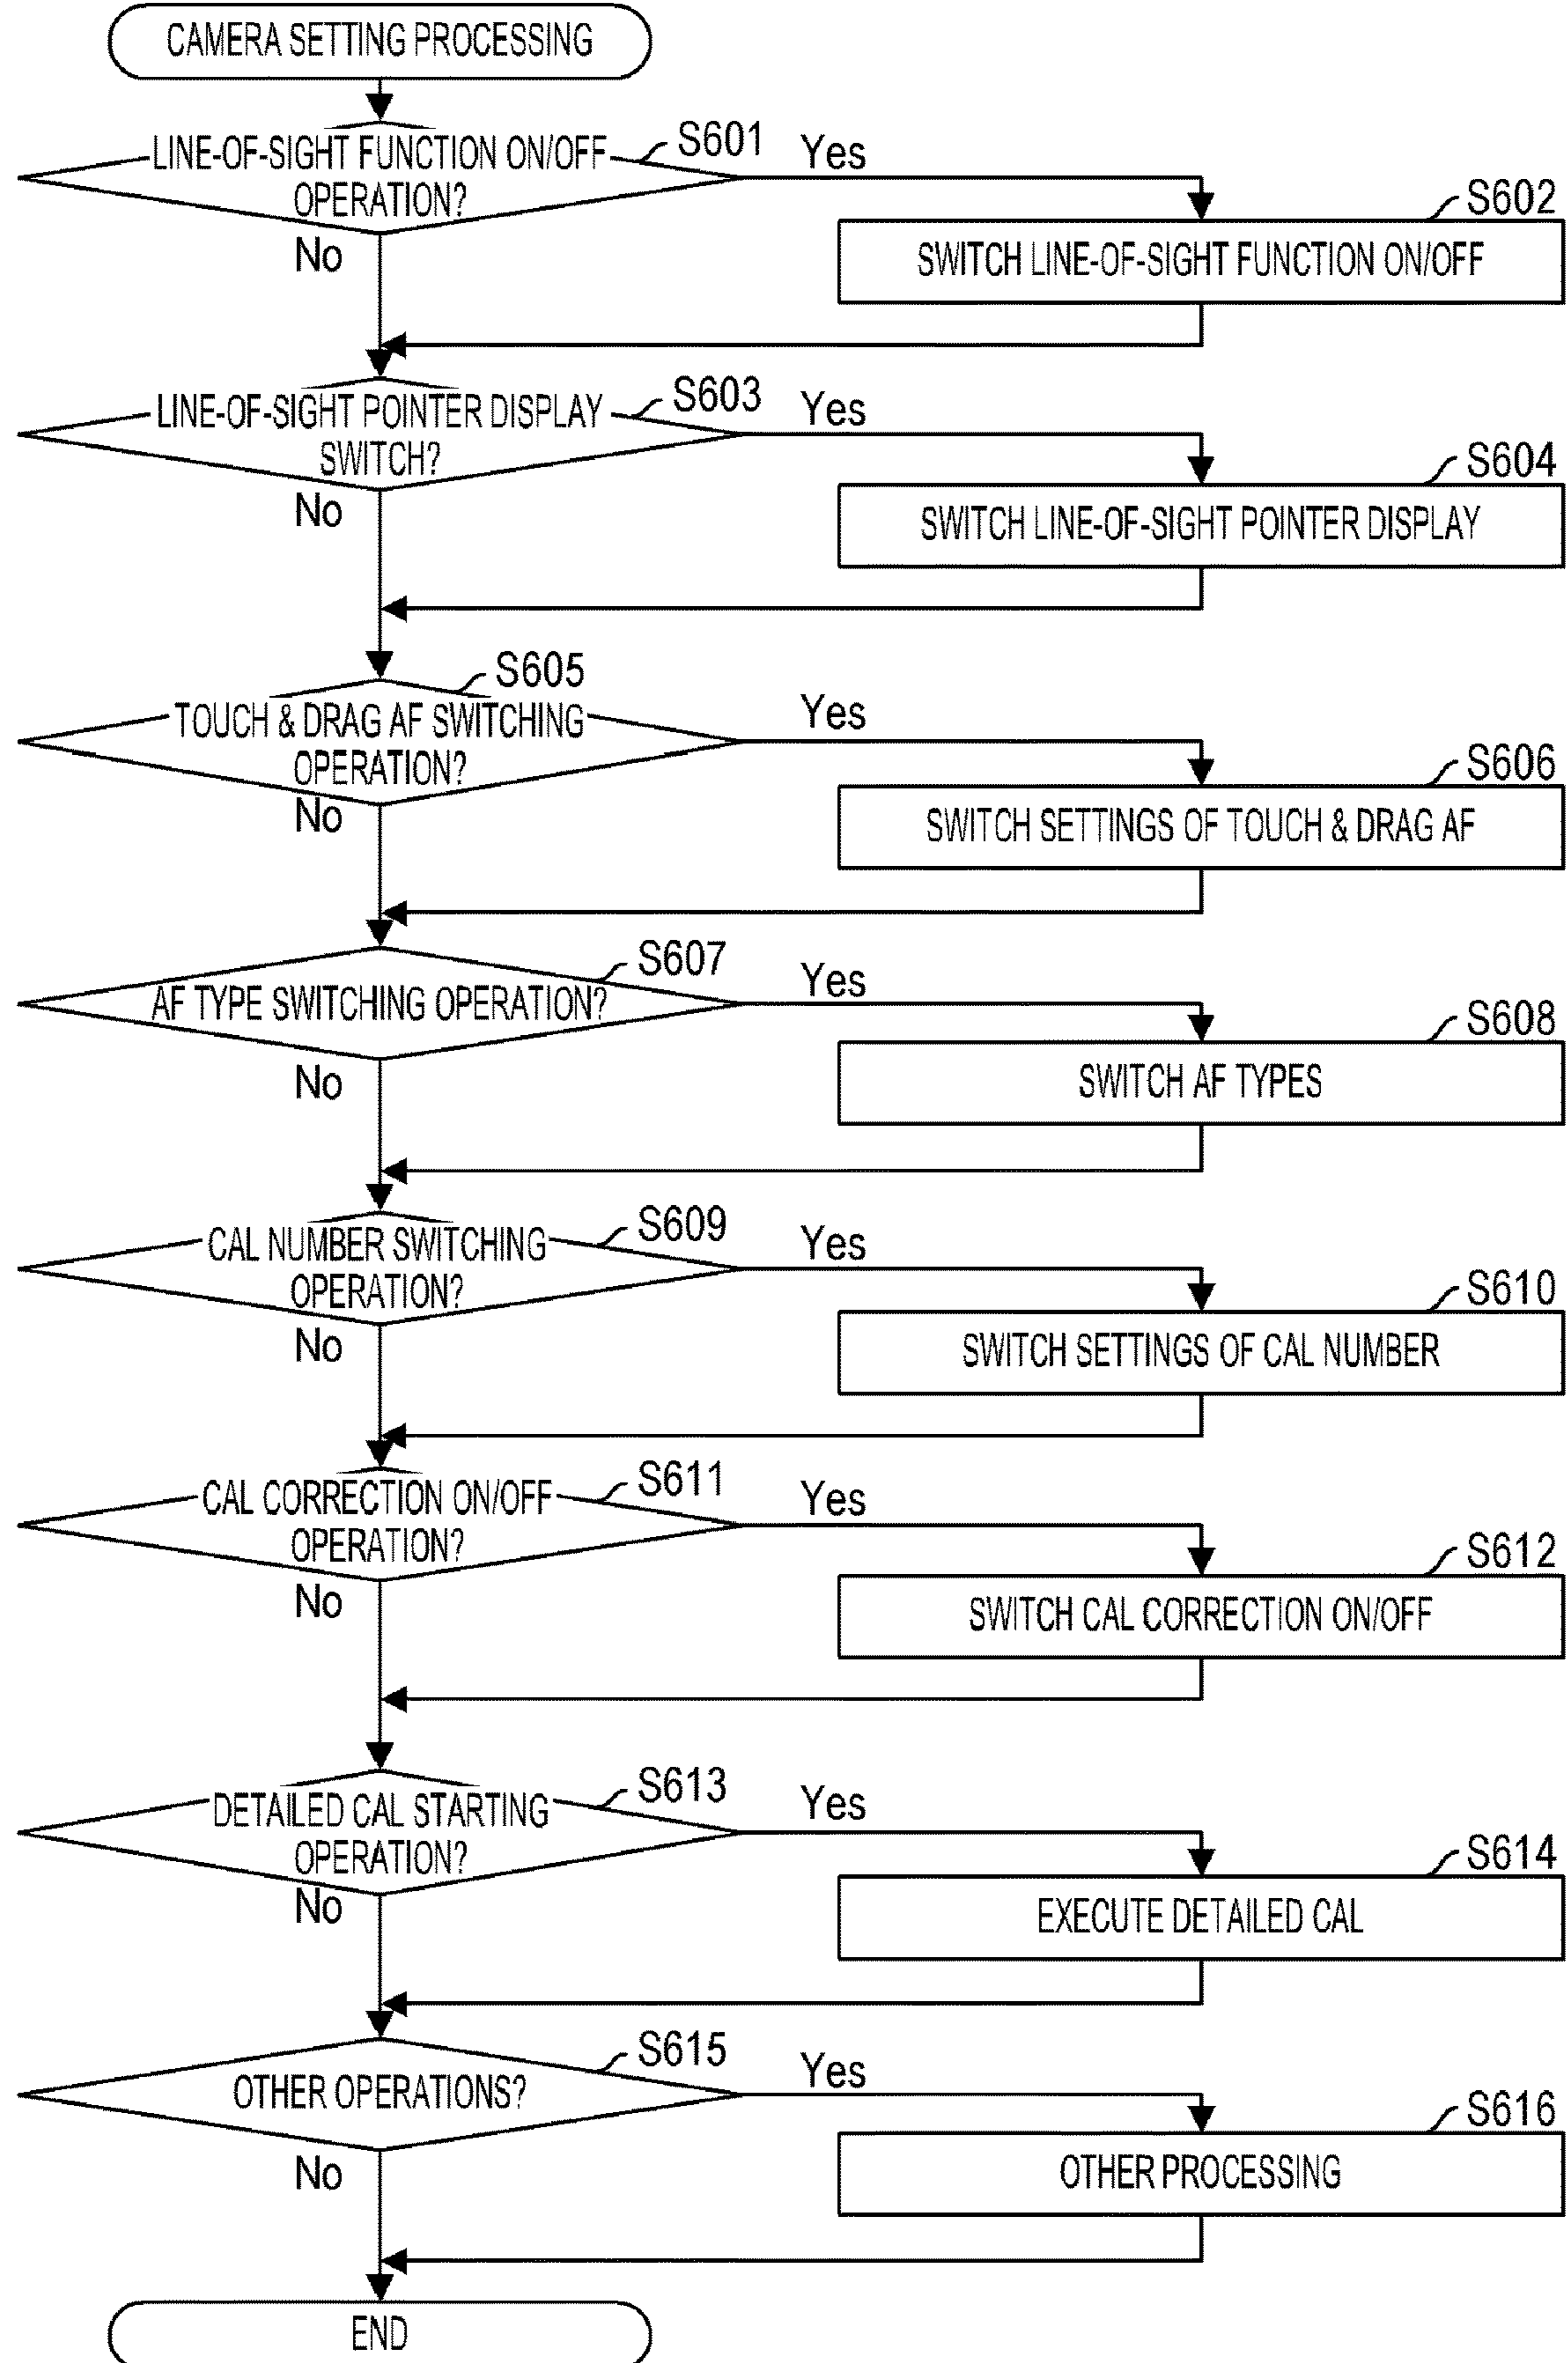 CAMERA SETTING PROCESSING
LINE-OF-SIGHT FUNCTION ON/OFF
OPERATION?
S601
Yes
No
S602
SWITCH LINE-OF-SIGHT FUNCTION ON/OFF
LINE-OF-SIGHT POINTER DISPLAY
SWITCH?
S603
Yes
No
S604
SWITCH LINE-OF-SIGHT POINTER DISPLAY
S605
TOUCH & DRAG AF SWITCHING
OPERATION?
Yes
No
S606
SWITCH SETTINGS OF TOUCH & DRAG AF
S607
AF TYPE SWITCHING OPERATION?
Yes
No
S608
SWITCH AF TYPES
S609
CAL NUMBER SWITCHING
OPERATION?
Yes
No
S610
SWITCH SETTINGS OF CAL NUMBER
S611
CAL CORRECTION ON/OFF
OPERATION?
Yes
No
S612
SWITCH CAL CORRECTION ON/OFF
S613
DETAILED CAL STARTING
OPERATION?
Yes
No
S614
EXECUTE DETAILED CAL
S615
OTHER OPERATIONS?
Yes
No
S616
OTHER PROCESSING
END